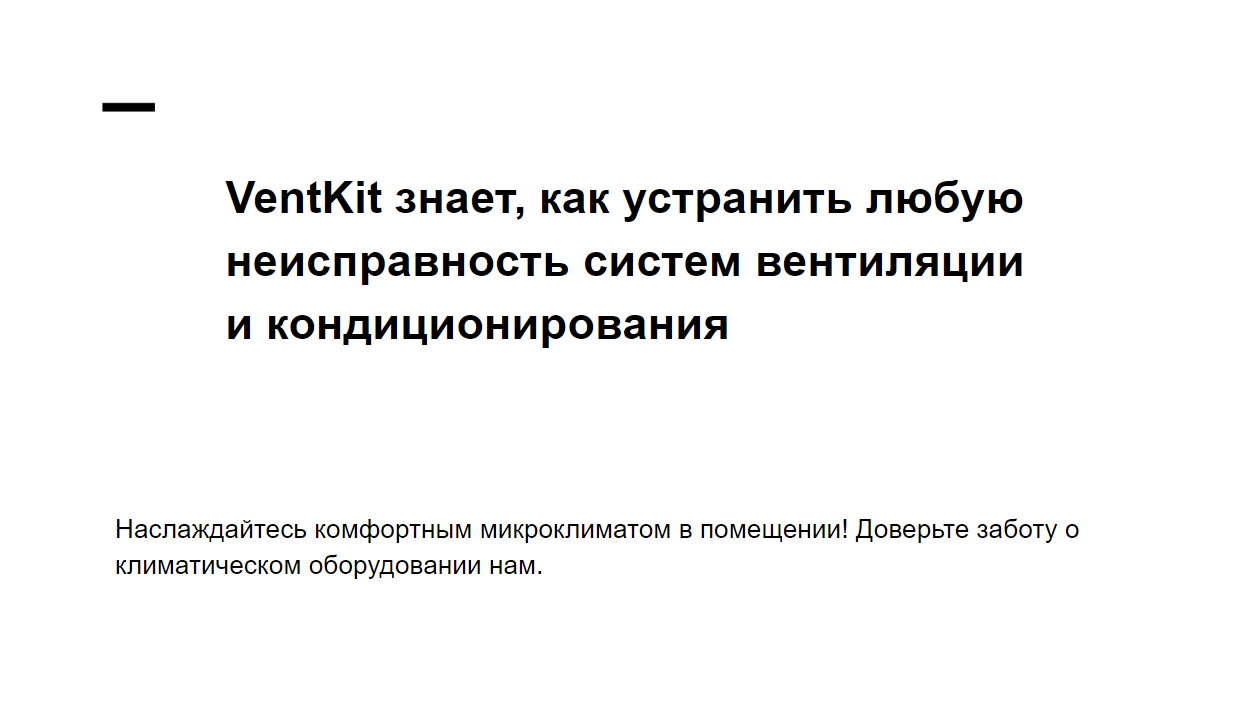 VentKit знает, как устранить любую
неисправность систем вентиляции
и кондиционирования
Наслаждайтесь комфортным микроклиматом в помещении! Доверьте заботу о
климатическом оборудовании нам.